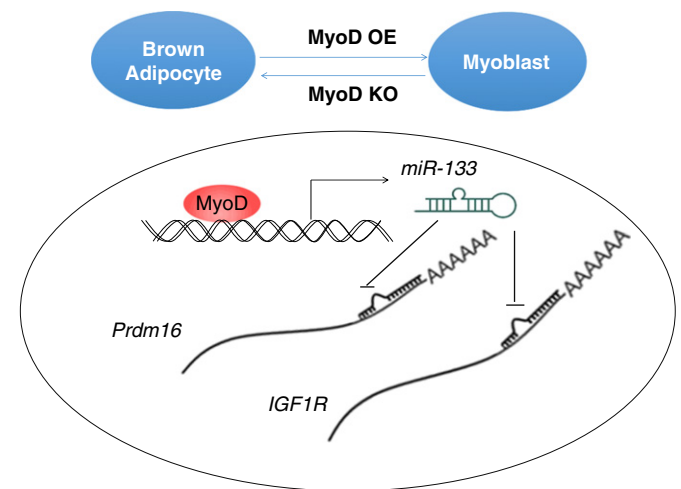 Brown
Adipocyte
MyoD OE
MyoD KO
Myoblast
miR-133
MyoD
AAAAAA
AAAAAA
Prdm16
IGF1R